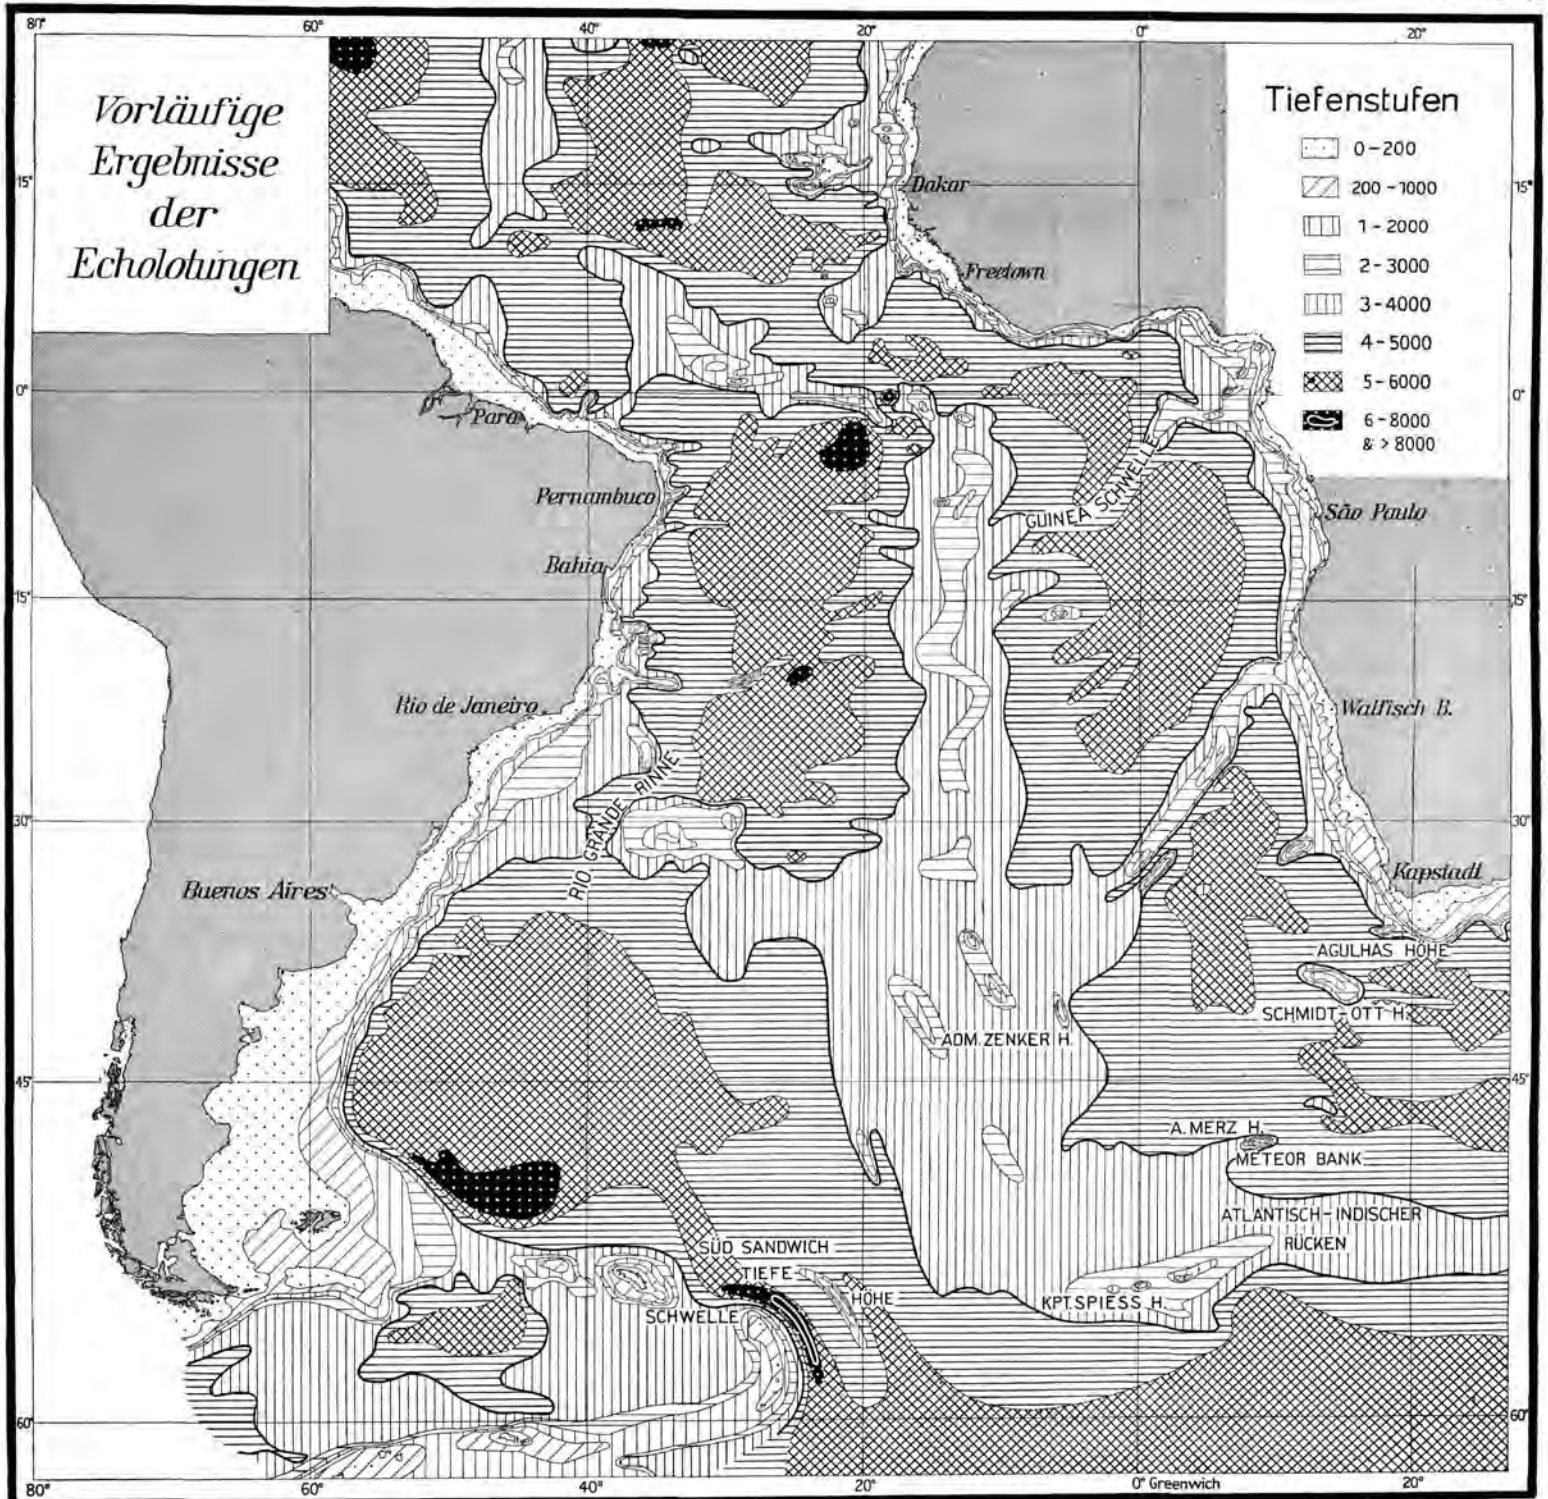 80° 60° 40° 20° 0° 20°
Vorläufige
Ergebnisse
der
Echolotungen
Tiefenstufen
0-200
200-1000
1-2000
2-3000
3-4000
4-5000
5-6000
6-8000
& > 8000
15° 15°
Dakar
Freetown
0° 0°
Para
Pernambuco
GUINEA SCHWELLE
São Paulo
Bahia
15° 15°
Rio de Janeiro
Walfisch B.
RIO GRANDE RINNE
30° 30°
Buenos Aires
Kapstadt
AGULHAS HÖHE
SCHMIDT-OTT H.
ADM. ZENKER H.
45° 45°
A. MERZ H.
METEOR BANK
ATLANTISCH-INDISCHER
RÜCKEN
SÜD SANDWICH
TIEFE
HÖHE
SCHWELLE
KPT. SPIESS H.
60° 60°
80° 60° 40° 20° 0° Greenwich 20°